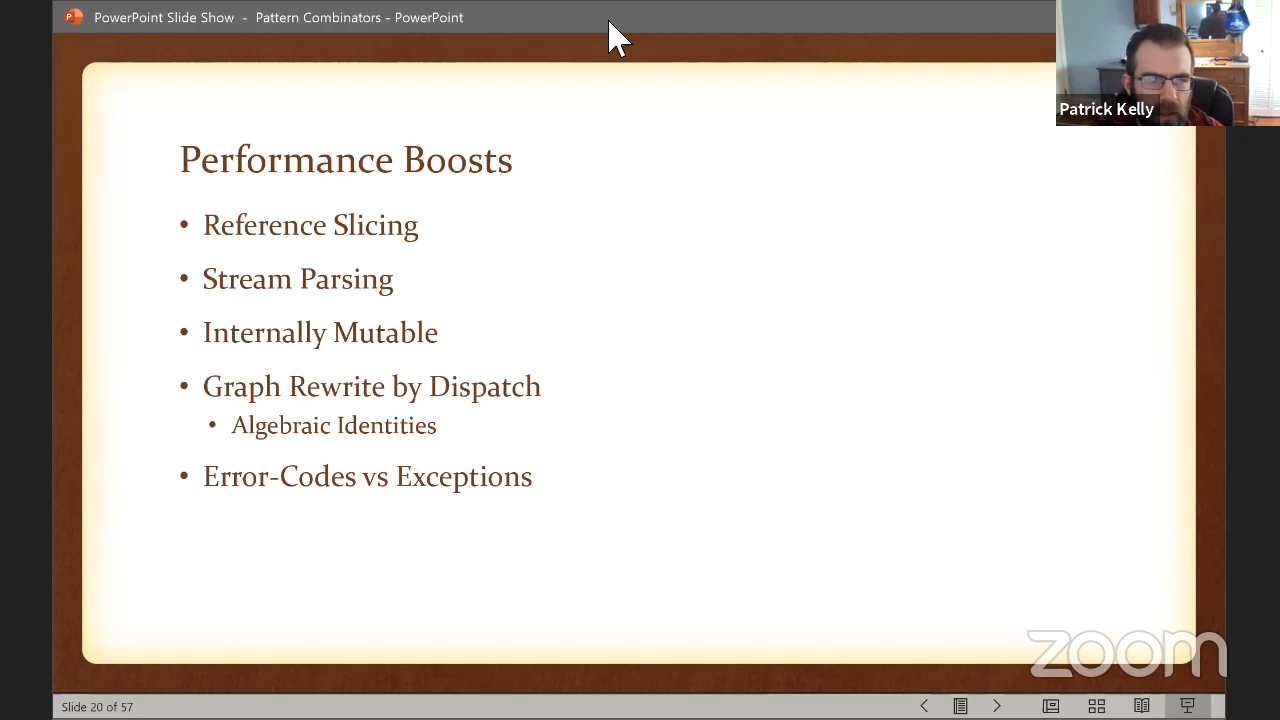 PowerPoint Slide Show - Pattern Combinators - PowerPoint
Patrick Kelly
Performance Boosts
• Reference Slicing
• Stream Parsing
• Internally Mutable
• Graph Rewrite by Dispatch
• Algebraic Identities
• Error-Codes vs Exceptions
zoom
Slide 20 of 57